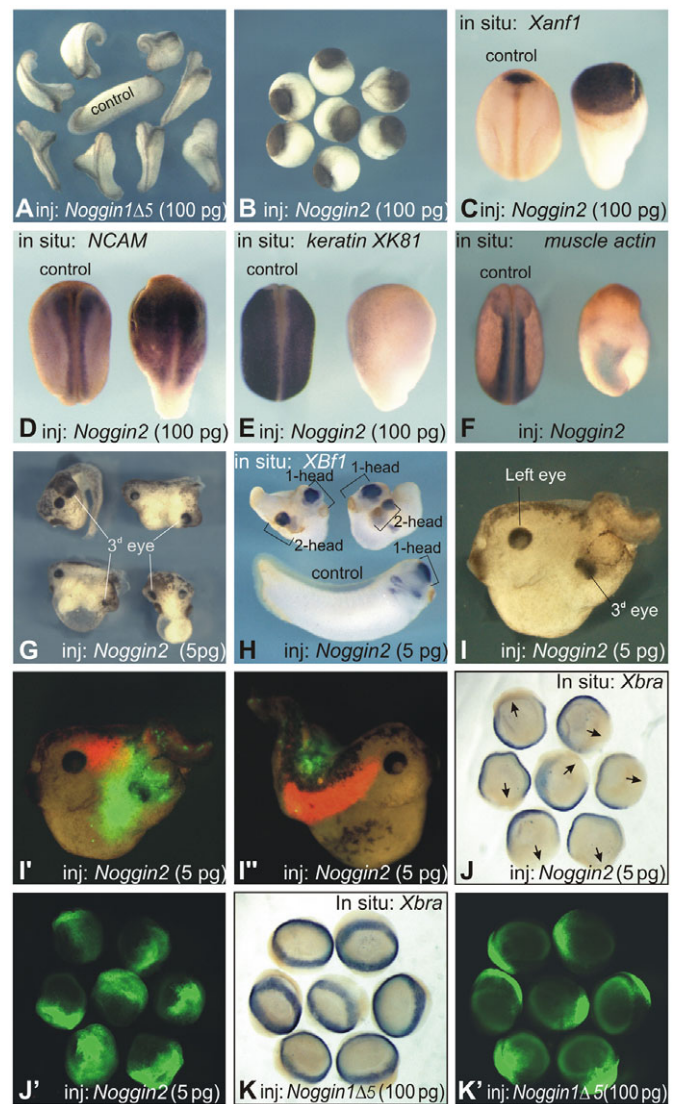 control
A inj: Noggin1Δ5 (100 pg)
B inj: Noggin2 (100 pg)
in situ: Xanf1
control
C inj: Noggin2 (100 pg)
in situ: NCAM
control
D inj: Noggin2 (100 pg)
in situ: keratin XK81
control
E inj: Noggin2 (100 pg)
in situ: muscle actin
control
F inj: Noggin2
3ᵈ eye
G inj: Noggin2 (5pg)
in situ: XBf1
1-head 1-head
2-head
2-head
control
1-head
H inj: Noggin2 (5 pg)
Left eye
3ᵈ eye
I inj: Noggin2 (5 pg)
I' inj: Noggin2 (5 pg)
I" inj: Noggin2 (5 pg)
In situ: Xbra
J inj: Noggin2 (5 pg)
J' inj: Noggin2 (5 pg)
In situ: Xbra
K inj: Noggin1Δ5 (100 pg)
K' inj: Noggin1Δ 5(100 pg)